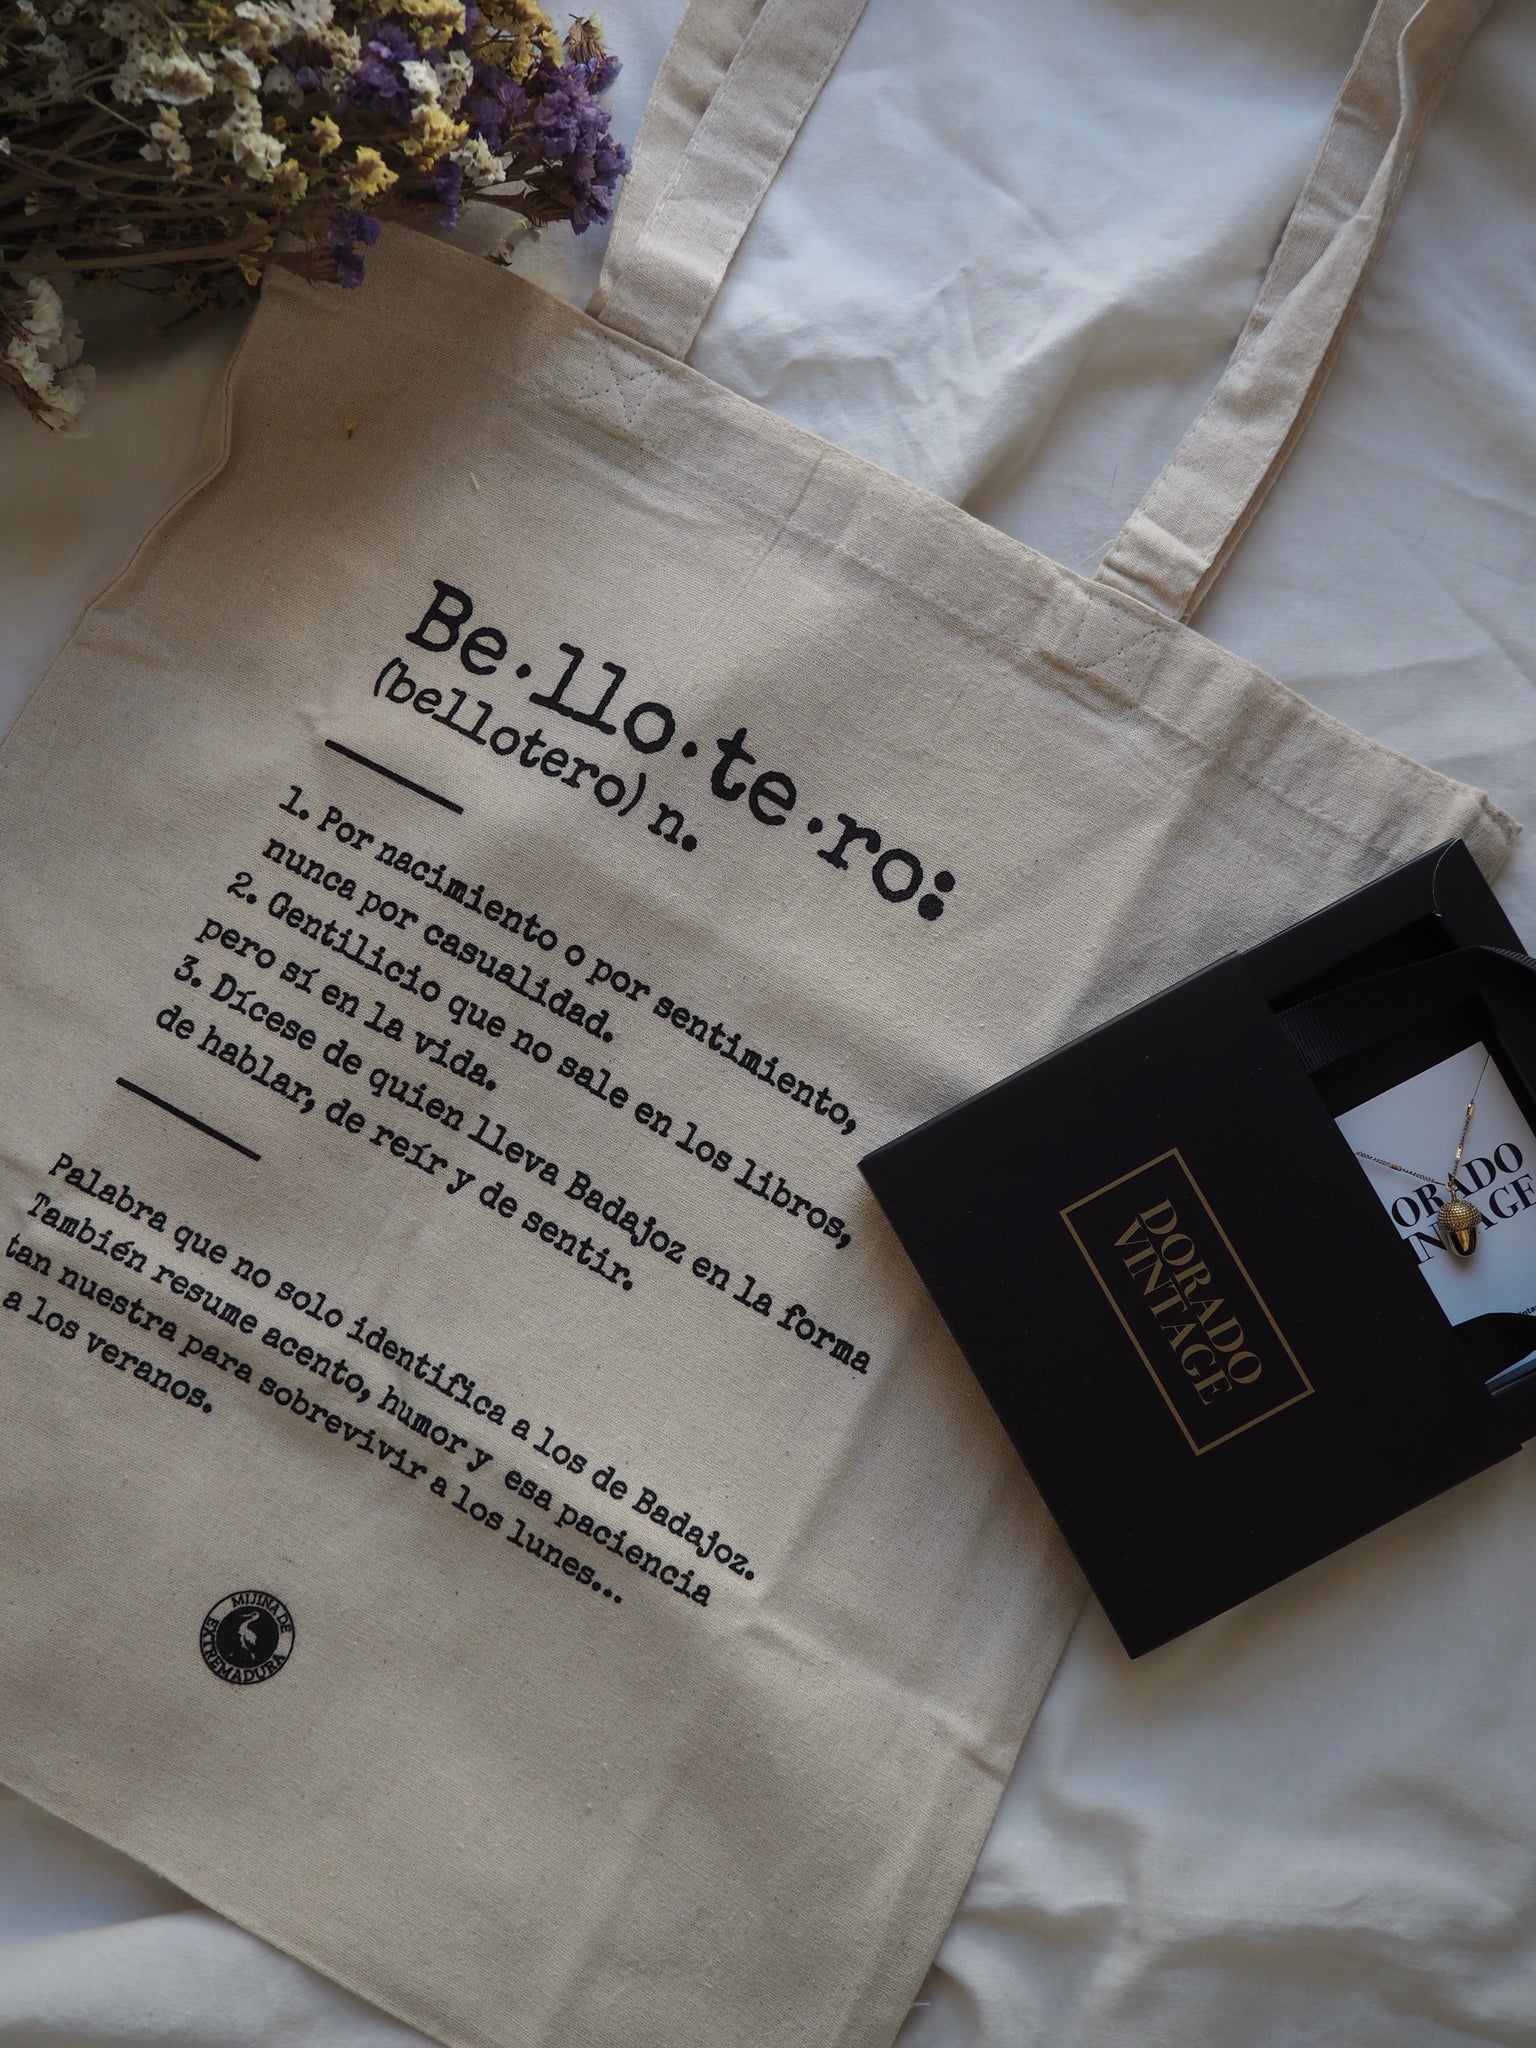 Be·llo·te·ro:
(bellotero) n.
1. Por nacimiento o por sentimiento,
nunca por casualidad.
2. Gentilicio que no sale en los libros,
pero sí en la vida.
3. Dícese de quien lleva Badajoz en la forma
de hablar, de reír y de sentir.
Palabra que no solo identifica a los de Badajoz.
También resume acento, humor y esa paciencia
tan nuestra para sobrevivir a los lunes...
a los veranos.
MIJINA DE
EXTREMADURA
DORADO
VINTAGE
ORADO
NTAGE